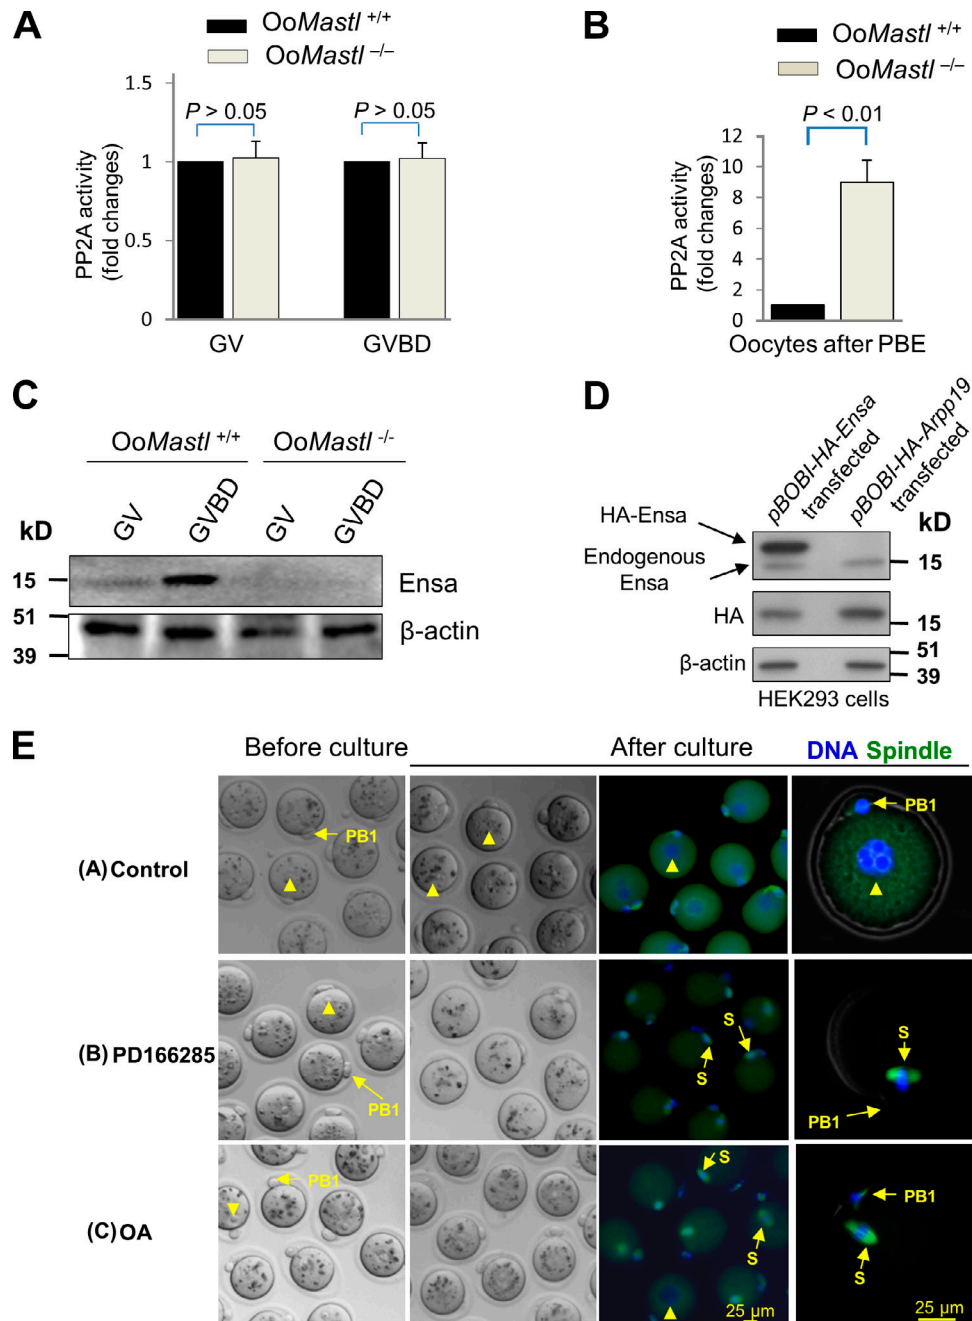 A
OoMastl +/+
OoMastl –/–
PP2A activity
(fold changes)
1.5
1
0.5
0
P > 0.05
P > 0.05
GV
GVBD
B
OoMastl +/+
OoMastl –/–
P < 0.01
PP2A activity
(fold changes)
12
10
8
6
4
2
0
Oocytes after PBE
C
OoMastl +/+
OoMastl -/-
GV
GVBD
GV
GVBD
kD
15
51
39
Ensa
β-actin
D
pBOBI-HA-Ensa
transfected
pBOBI-HA-Arpp19
transfected
kD
HA-Ensa
Endogenous
Ensa
15
HA
15
51
β-actin
39
HEK293 cells
E
Before culture
After culture
DNA Spindle
(A) Control
PB1
PB1
(B) PD166285
PB1
S
S
S
PB1
(C) OA
PB1
S
S
25 µm
PB1
S
25 µm